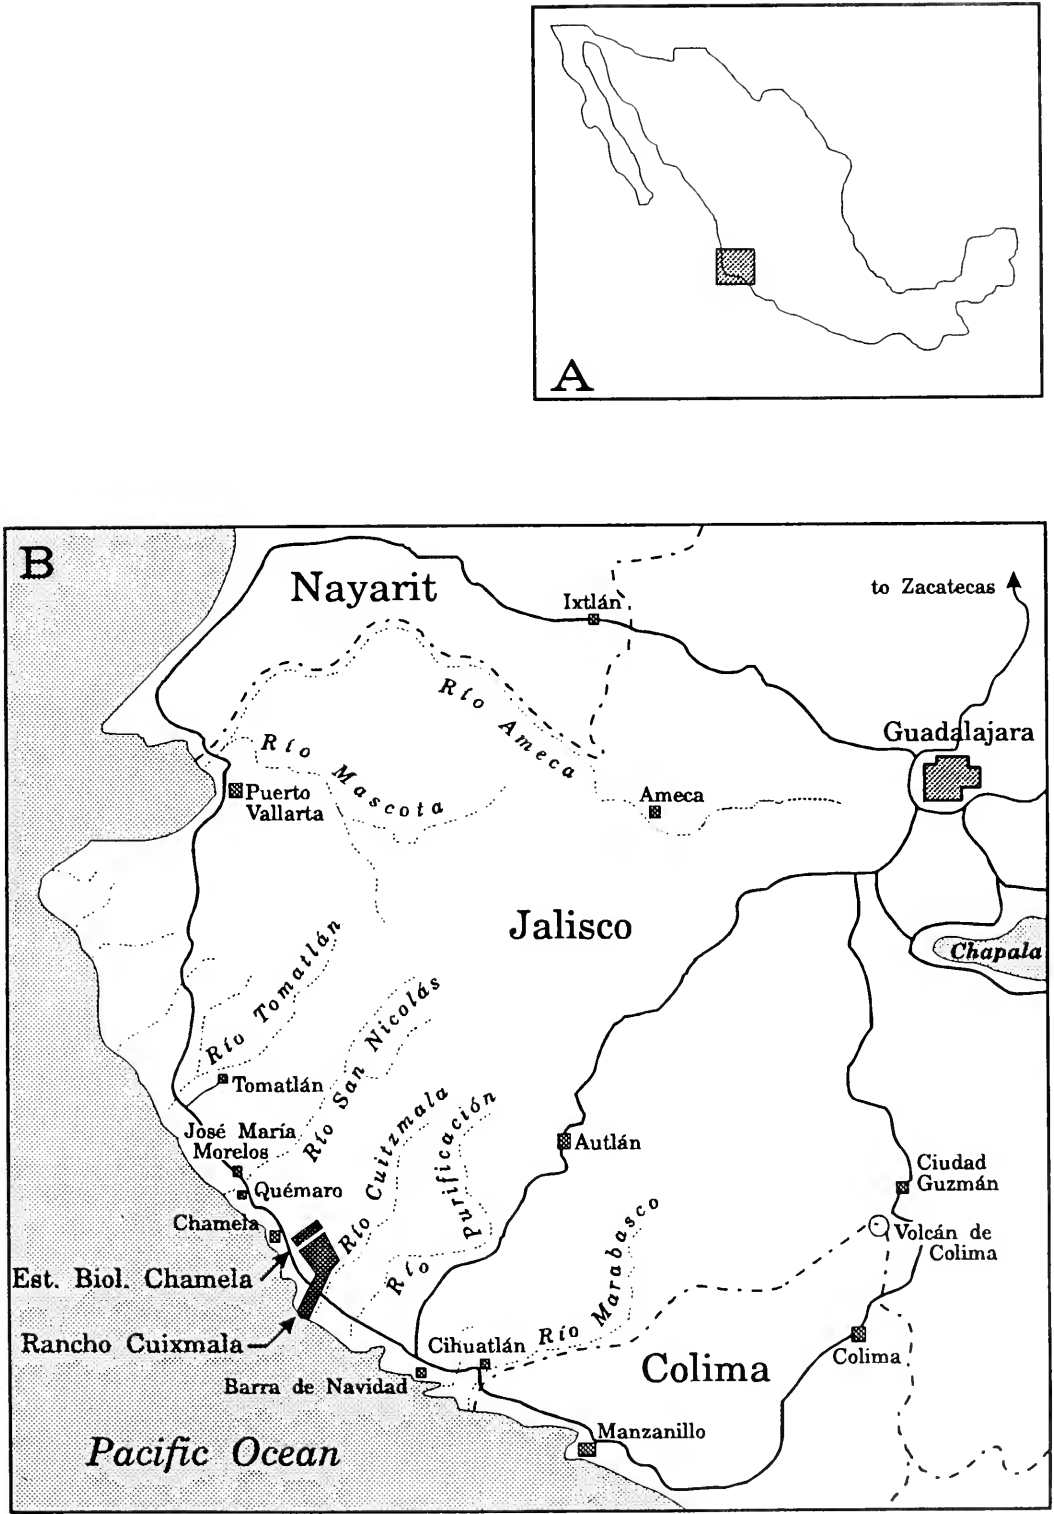 A
B
Nayarit
Ixtlán
to Zacatecas
Río Ameca
Guadalajara
Río Mascota
Puerto
Vallarta
Ameca
Jalisco
Chapala
Río Tomatlán
Río San Nicolás
Tomatlán
Río Cuitzmala
Río Purificación
José María
Morelos
Autlán
Quémaro
Ciudad
Guzmán
Chamela
Río Marabasco
Volcán de
Colima
Est. Biol. Chamela
Rancho Cuixmala
Cihuatlán
Colima
Colima
Barra de Navidad
Manzanillo
Pacific Ocean